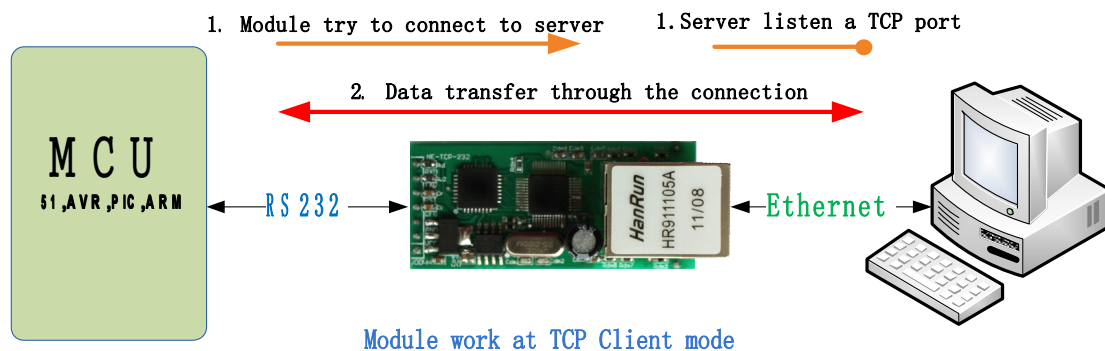 1. Module try to connect to server
1.Server listen a TCP port
2. Data transfer through the connection
MCU
51,AVR,PIC,ARM
RS232
HanRun
HR911105A
11/08
Ethernet
Module work at TCP Client mode